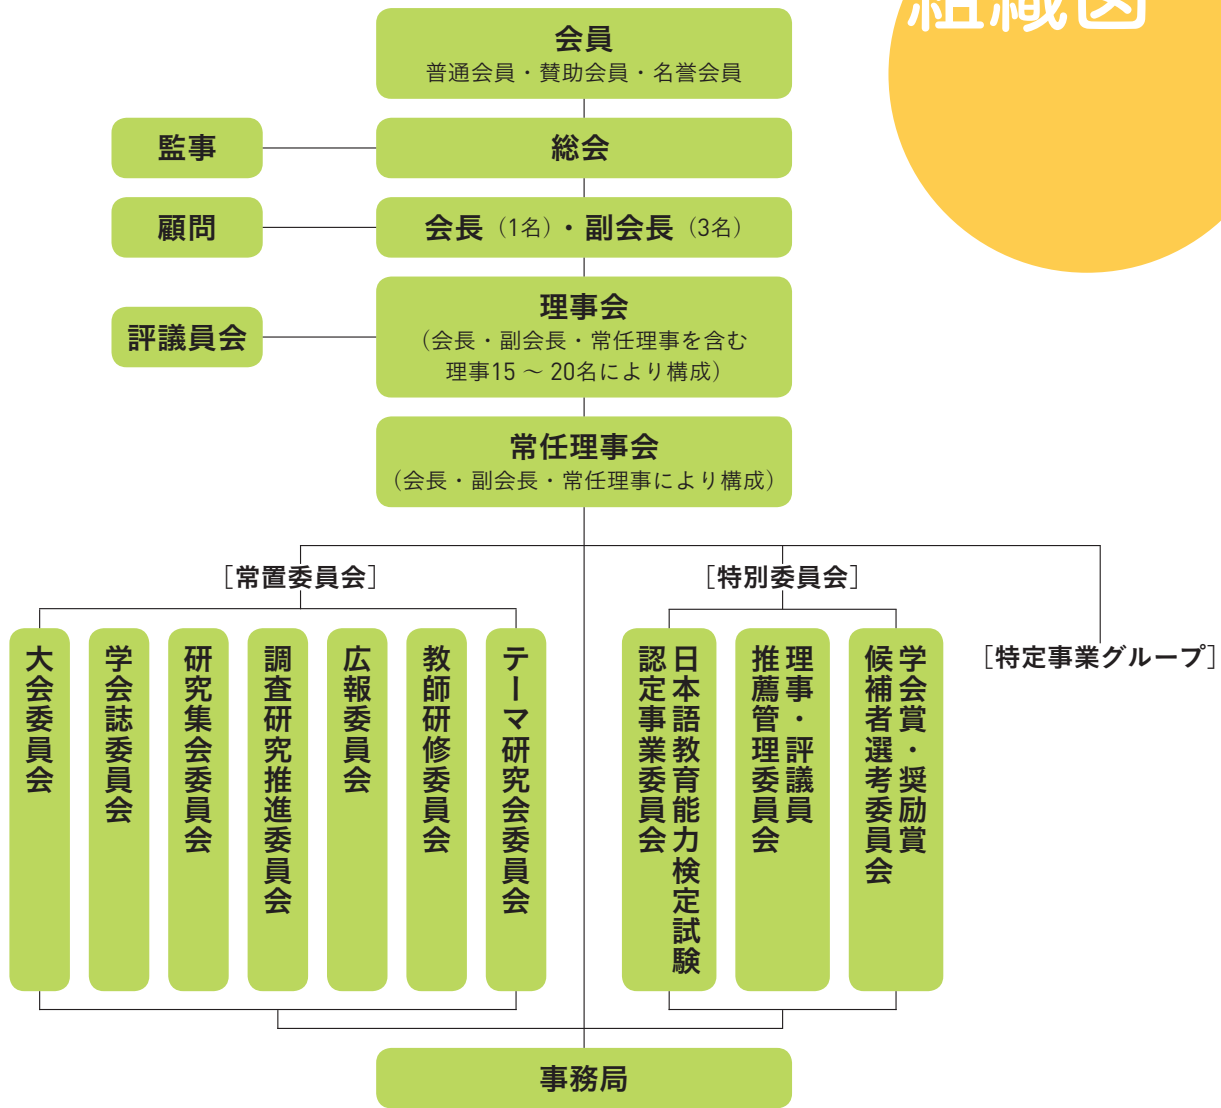 組織図
会員
普通会員・賛助会員・名誉会員
監事
総会
顧問
会長（1名）・副会長（3名）
評議員会
理事会
（会長・副会長・常任理事を含む
理事15 ～ 20名により構成）
常任理事会
（会長・副会長・常任理事により構成）
［常置委員会］
［特別委員会］
［特定事業グループ］
大会委員会
学会誌委員会
研究集会委員会
調査研究推進委員会
広報委員会
教師研修委員会
テーマ研究会委員会
日本語教育能力検定試験
認定事業委員会
理事・評議員
推薦管理委員会
学会賞・奨励賞
候補者選考委員会
事務局